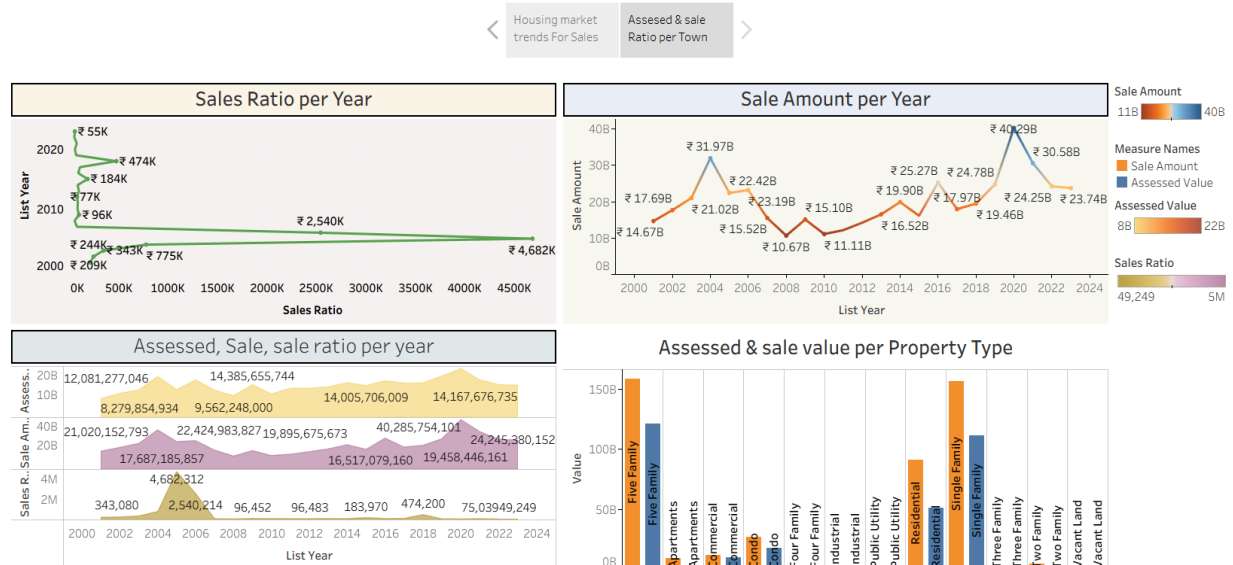 Housing market
trends For Sales
Assesed & sale
Ratio per Town
Sales Ratio per Year
List Year
2020
2010
2000
₹ 55K
₹ 474K
₹ 184K
₹ 77K
₹ 96K
₹ 2,540K
₹ 4,682K
₹ 244K
₹ 343K
₹ 775K
₹ 209K
0K 500K 1000K 1500K 2000K 2500K 3000K 3500K 4000K 4500K
Sales Ratio
Sale Amount per Year
Sale Amount
40B
30B
20B
10B
0B
₹ 40.29B
₹ 31.97B
₹ 30.58B
₹ 25.27B
₹ 24.78B
₹ 22.42B
₹ 17.69B
₹ 23.19B
₹ 19.90B
₹ 17.97B
₹ 24.25B
₹ 23.74B
₹ 21.02B
₹ 15.10B
₹ 19.46B
₹ 14.67B
₹ 15.52B
₹ 16.52B
₹ 10.67B
₹ 11.11B
2000 2002 2004 2006 2008 2010 2012 2014 2016 2018 2020 2022 2024
List Year
Sale Amount
11B 40B
Measure Names
Sale Amount
Assessed Value
Assessed Value
8B 22B
Sales Ratio
49,249 5M
Assessed, Sale, sale ratio per year
Assess..
20B
10B
12,081,277,046
14,385,655,744
8,279,854,934
9,562,248,000
14,005,706,009
14,167,676,735
Sale Am..
40B
20B
21,020,152,793
22,424,983,827
19,895,675,673
40,285,754,101
24,245,380,152
17,687,185,857
16,517,079,160
19,458,446,161
Sales R..
4M
2M
4,682,312
343,080
2,540,214
96,452
96,483
183,970
474,200
75,039
49,249
2000 2002 2004 2006 2008 2010 2012 2014 2016 2018 2020 2022 2024
List Year
Assessed & sale value per Property Type
Value
150B
100B
50B
0B
Five Family
Five Family
Apartments
Apartments
Commercial
Commercial
Condo
Condo
Four Family
Four Family
Industrial
Industrial
Public Utility
Public Utility
Residential
Residential
Single Family
Single Family
Three Family
Three Family
Two Family
Two Family
Vacant Land
Vacant Land